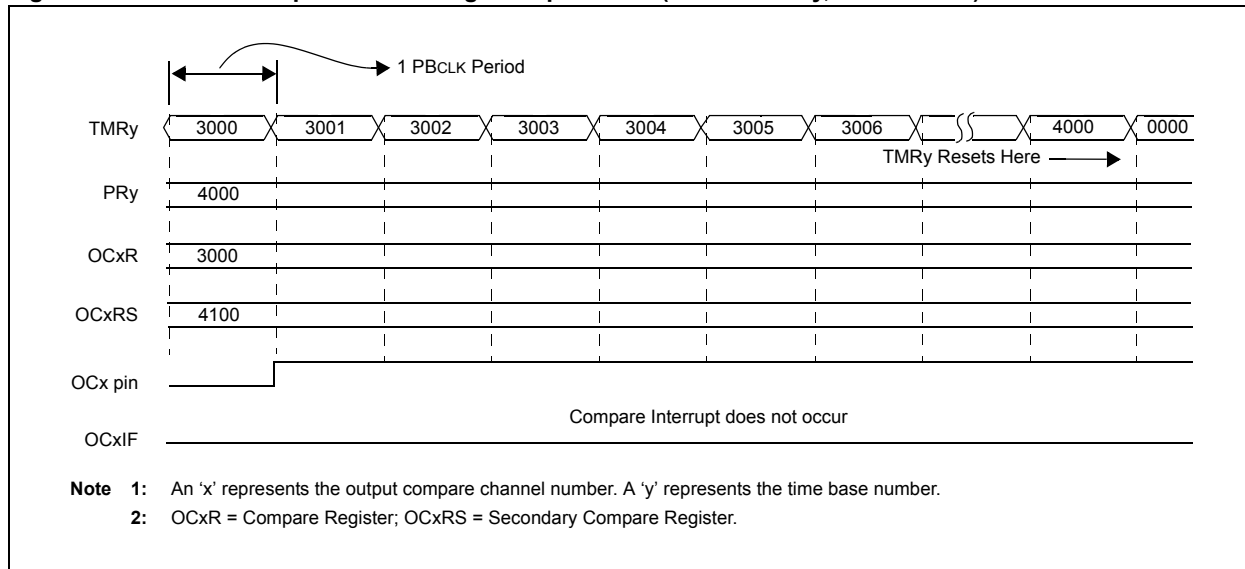 1 PBCLK Period
TMRy 3000 3001 3002 3003 3004 3005 3006 4000 0000
TMRy Resets Here
PRy 4000
OCxR 3000
OCxRS 4100
OCx pin
Compare Interrupt does not occur
OCxIF
Note 1: An ‘x’ represents the output compare channel number. A ‘y’ represents the time base number.
2: OCxR = Compare Register; OCxRS = Secondary Compare Register.